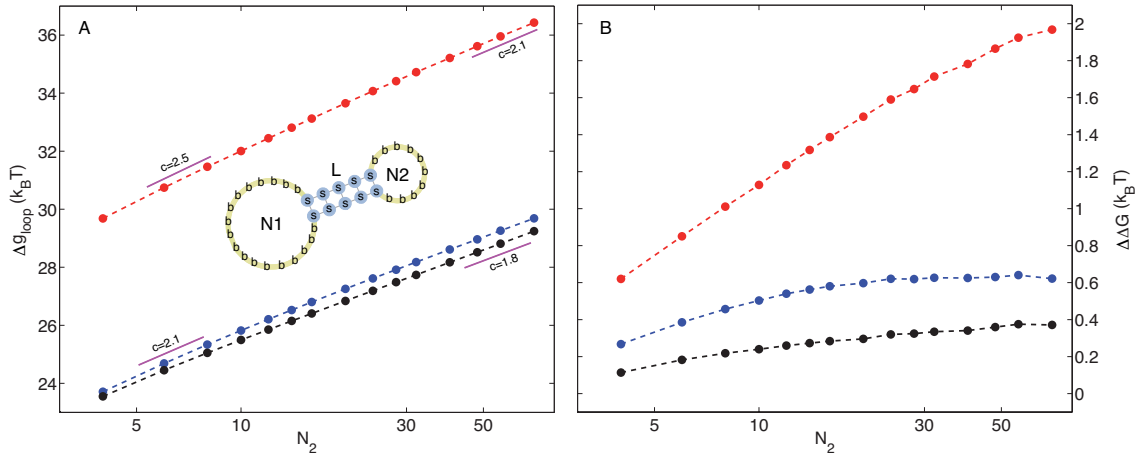 A
Δg_loop (k_BT)
36
34
32
30
28
26
24
c=2.1
c=2.5
c=1.8
c=2.1
L
N1
N2
b b b b b b b b b b b b b b b b b b b b
s s s s s s s s s s
b b b b b b b b b b
5 10 30 50
N_2
B
ΔΔG (k_BT)
2
1.8
1.6
1.4
1.2
1
0.8
0.6
0.4
0.2
0
5 10 30 50
N_2